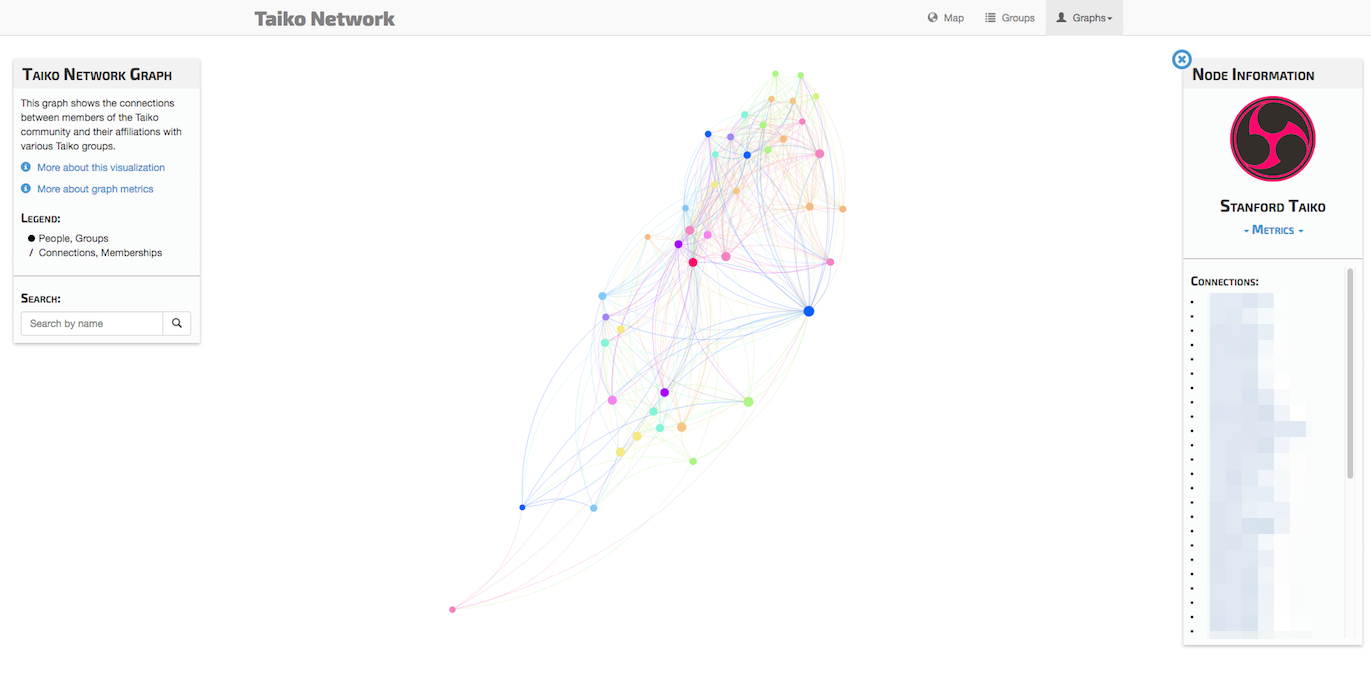 Taiko Network
Map
Groups
Graphs
Taiko Network Graph
This graph shows the connections
between members of the Taiko
community and their affiliations with
various Taiko groups.
More about this visualization
More about graph metrics
Legend:
People, Groups
/ Connections, Memberships
Search:
Search by name
Node Information
Stanford Taiko
- Metrics -
Connections: